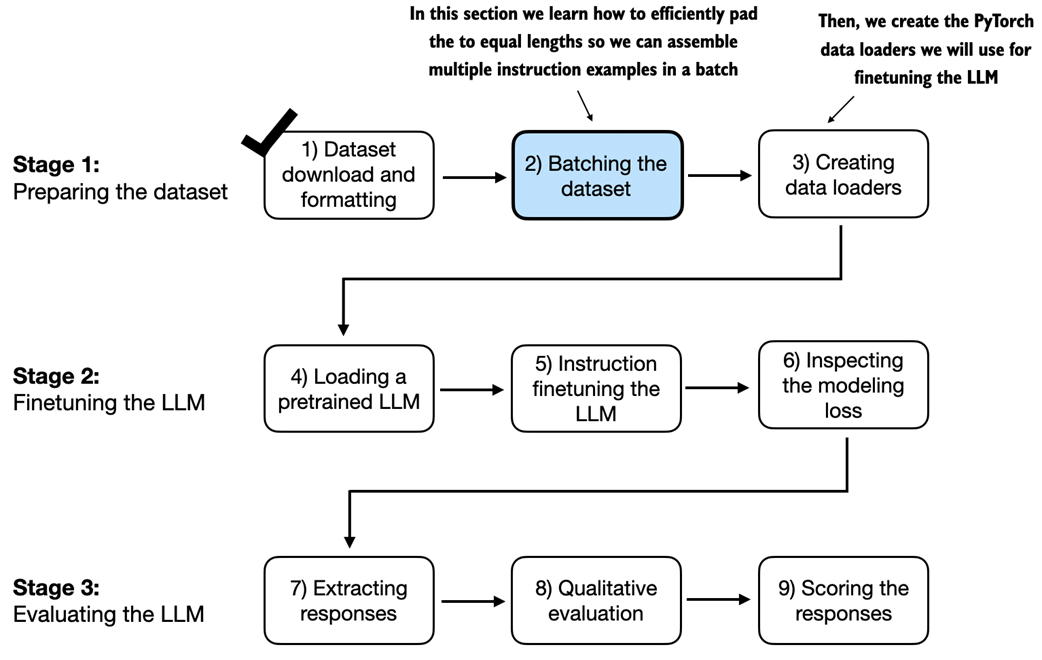 In this section we learn how to efficiently pad
the to equal lengths so we can assemble
multiple instruction examples in a batch
Then, we create the PyTorch
data loaders we will use for
finetuning the LLM
Stage 1:
Preparing the dataset
1) Dataset
download and
formatting
2) Batching the
dataset
3) Creating
data loaders
Stage 2:
Finetuning the LLM
4) Loading a
pretrained LLM
5) Instruction
finetuning the
LLM
6) Inspecting
the modeling
loss
Stage 3:
Evaluating the LLM
7) Extracting
responses
8) Qualitative
evaluation
9) Scoring the
responses